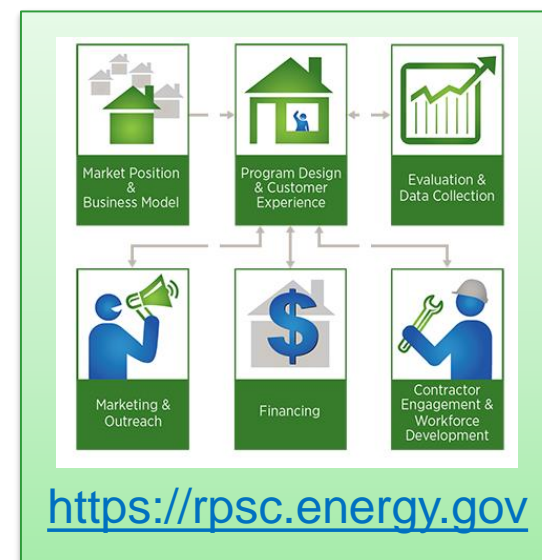 Market Position
&
Business Model
Program Design
& Customer
Experience
Evaluation &
Data Collection
Marketing &
Outreach
$
Financing
Contractor
Engagement &
Workforce
Development
https://rpsc.energy.gov